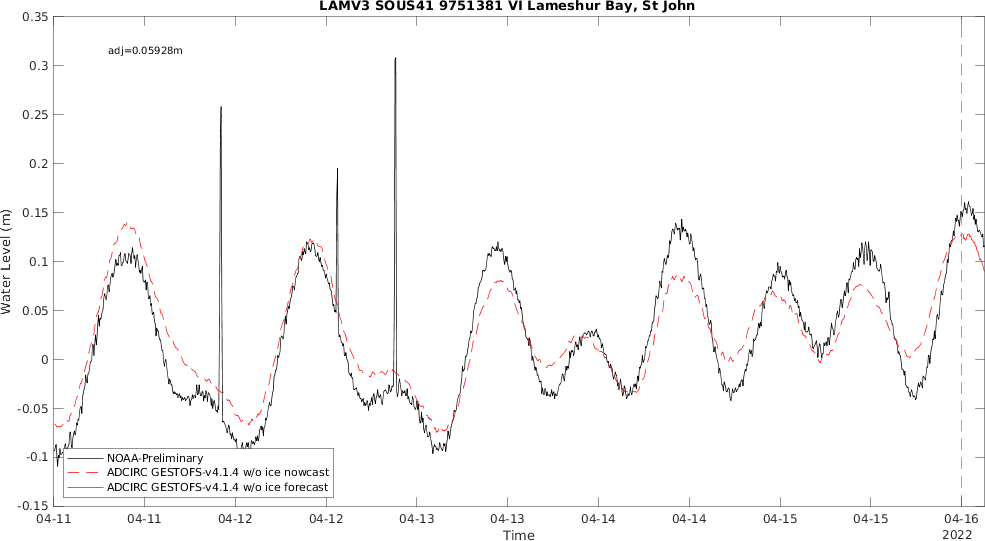 LAMV3 SOUS41 9751381 VI Lameshur Bay, St John
adj=0.05928m
0.35
0.3
0.25
0.2
0.15
0.1
0.05
0
-0.05
-0.1
-0.15
Water Level (m)
NOAA-Preliminary
ADCIRC GESTOFS-v4.1.4 w/o ice nowcast
ADCIRC GESTOFS-v4.1.4 w/o ice forecast
04-11 04-11 04-12 04-12 04-13 04-13 04-14 04-14 04-15 04-15 04-16
Time
2022